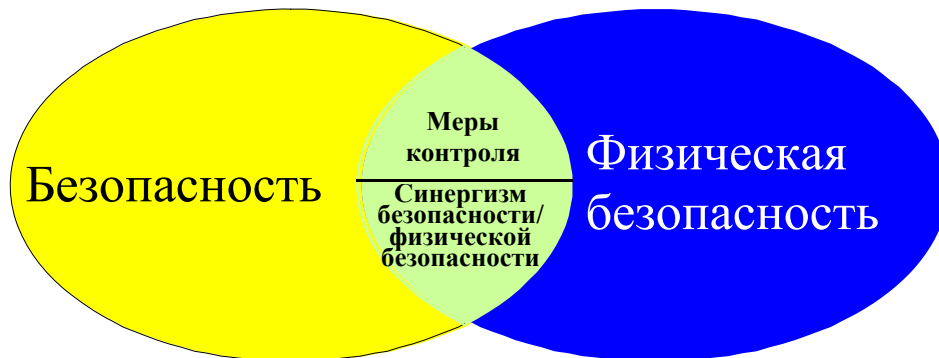 Безопасность
Меры
контроля
Синергизм
безопасности/
физической
безопасности
Физическая
безопасность